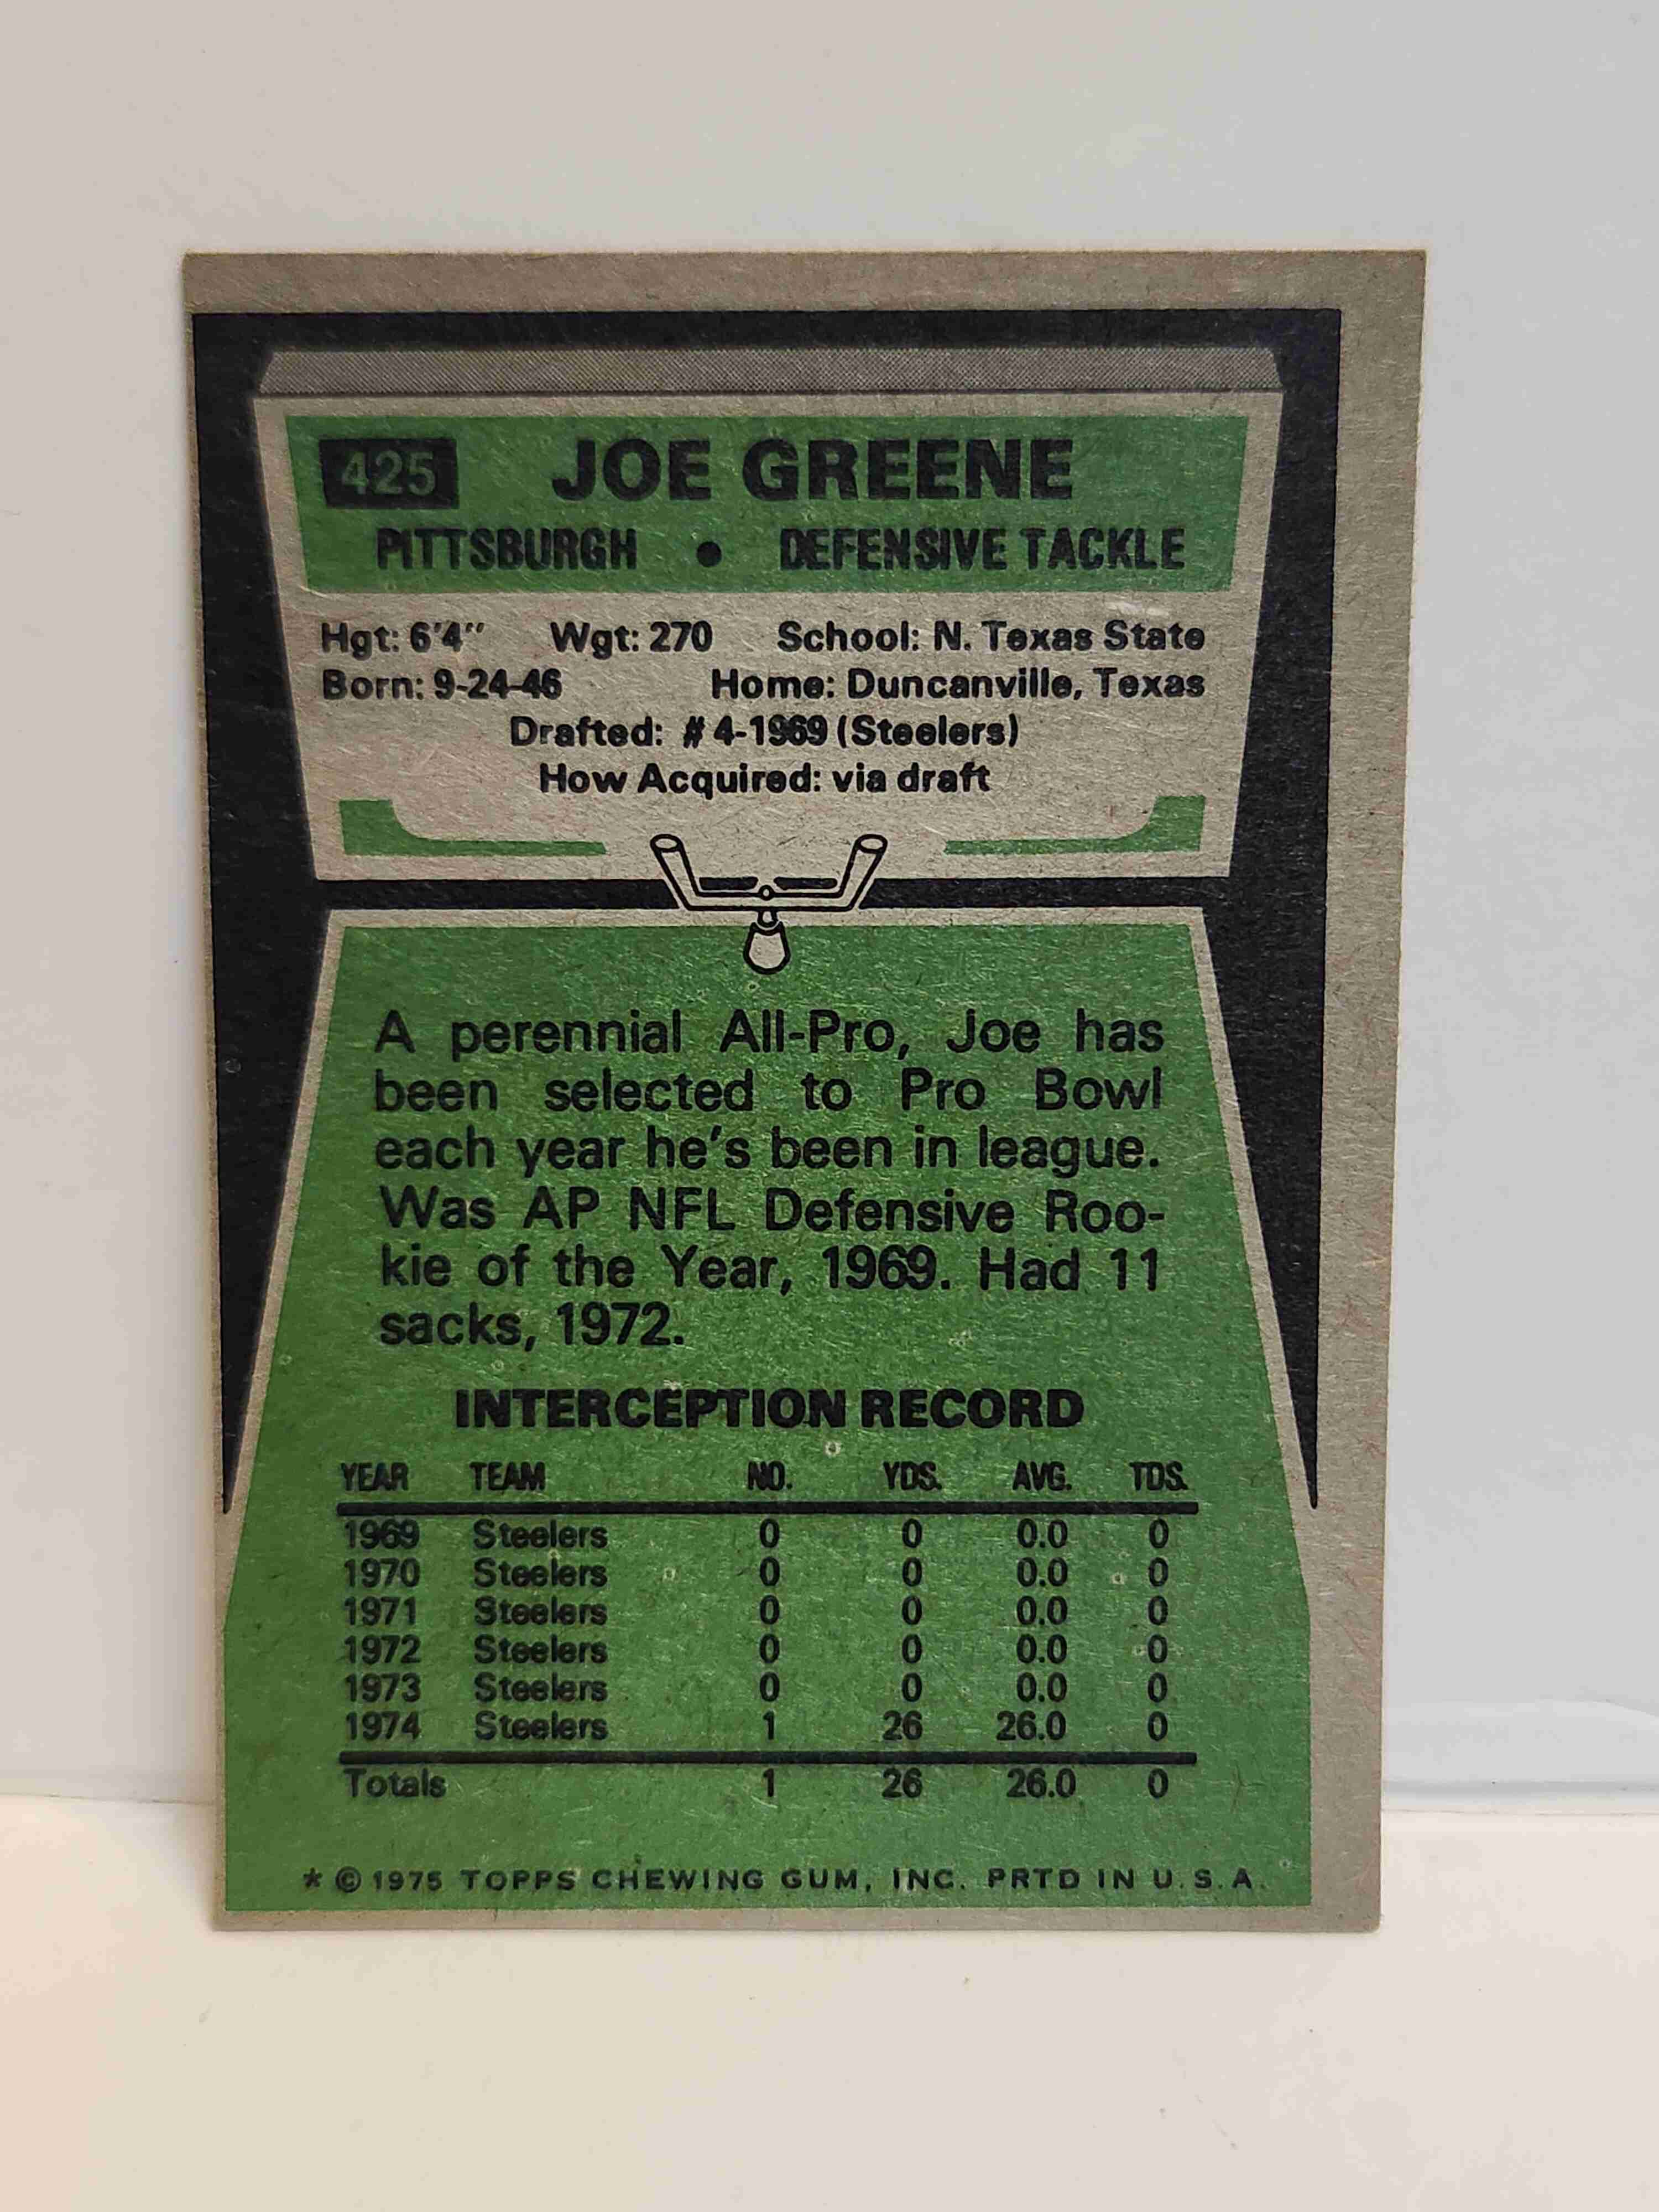 425 JOE GREENE
PITTSBURGH • DEFENSIVE TACKLE
Hgt: 6'4" Wgt: 270 School: N. Texas State
Born: 9-24-46 Home: Duncanville, Texas
Drafted: #4-1969 (Steelers)
How Acquired: via draft
A perennial All-Pro, Joe has
been selected to Pro Bowl
each year he's been in league.
Was AP NFL Defensive Roo-
kie of the Year, 1969. Had 11
sacks, 1972.
INTERCEPTION RECORD
YEAR TEAM NO. YDS. AVG. TDS.
1969 Steelers 0 0 0.0 0
1970 Steelers 0 0 0.0 0
1971 Steelers 0 0 0.0 0
1972 Steelers 0 0 0.0 0
1973 Steelers 0 0 0.0 0
1974 Steelers 1 26 26.0 0
Totals 1 26 26.0 0
* © 1975 TOPPS CHEWING GUM, INC. PRTD IN U.S.A.